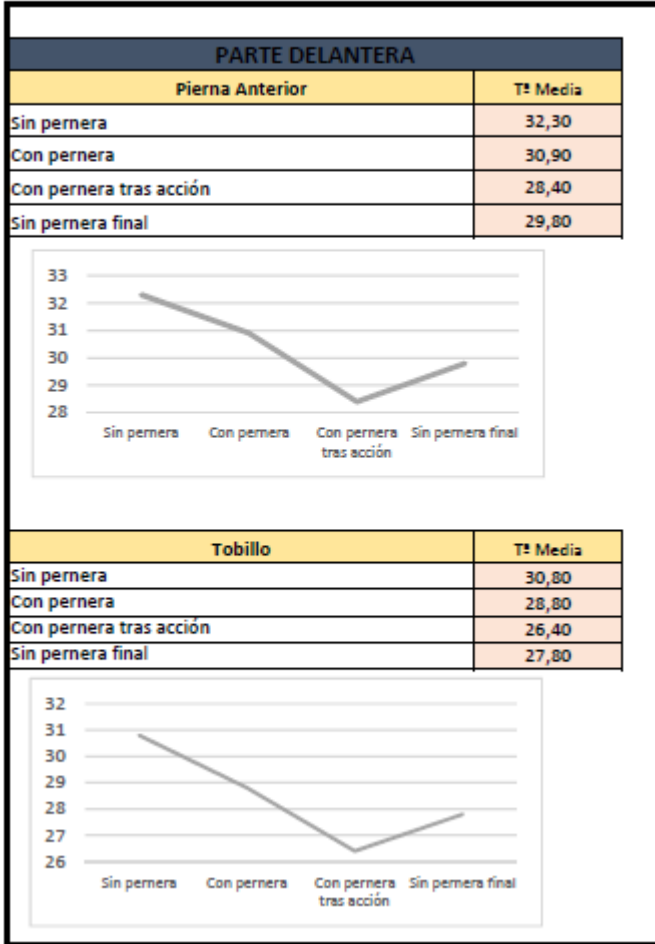 PARTE DELANTERA
Pierna Anterior Tª Media
Sin pernera 32,30
Con pernera 30,90
Con pernera tras acción 28,40
Sin pernera final 29,80
33
32
31
30
29
28
Sin pernera Con pernera Con pernera Sin pernera final
tras acción
Tobillo Tª Media
Sin pernera 30,80
Con pernera 28,80
Con pernera tras acción 26,40
Sin pernera final 27,80
32
31
30
29
28
27
26
Sin pernera Con pernera Con pernera Sin pernera final
tras acción